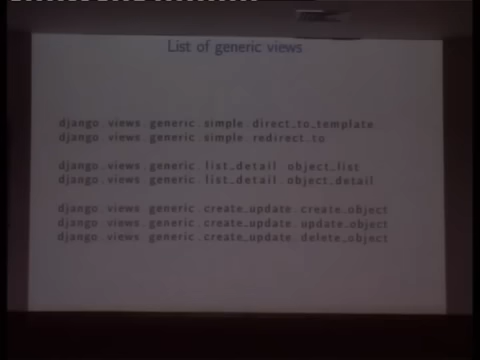 List of generic views
django.views.generic.simple.direct_to_template
django.views.generic.simple.redirect_to
django.views.generic.list_detail.object_list
django.views.generic.list_detail.object_detail
django.views.generic.create_update.create_object
django.views.generic.create_update.update_object
django.views.generic.create_update.delete_object